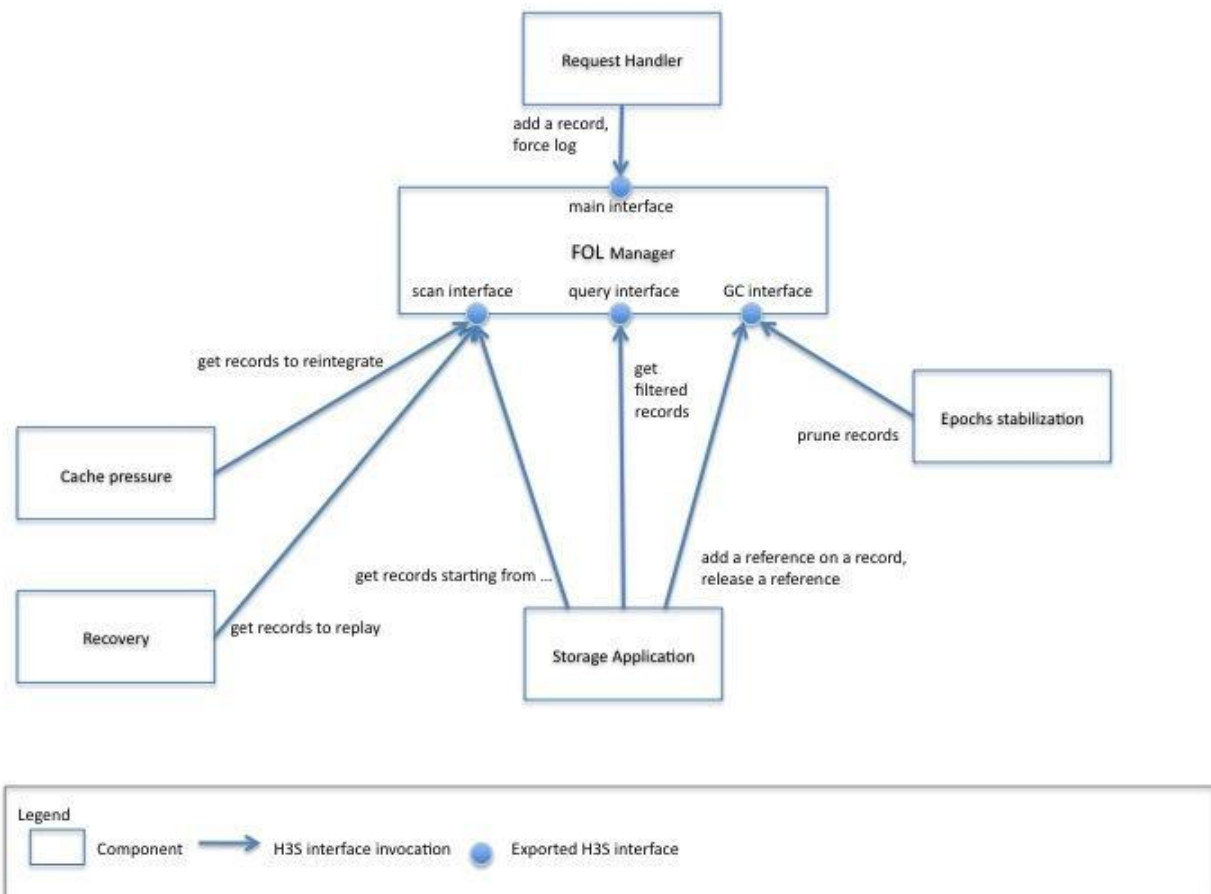 Request Handler
add a record,
force log
main interface
FOL Manager
scan interface
query interface
GC interface
get records to reintegrate
get
filtered
records
Epochs stabilization
prune records
Cache pressure
add a reference on a record,
release a reference
get records starting from ...
Recovery
get records to replay
Storage Application
Legend
Component
H3S interface invocation
Exported H3S interface